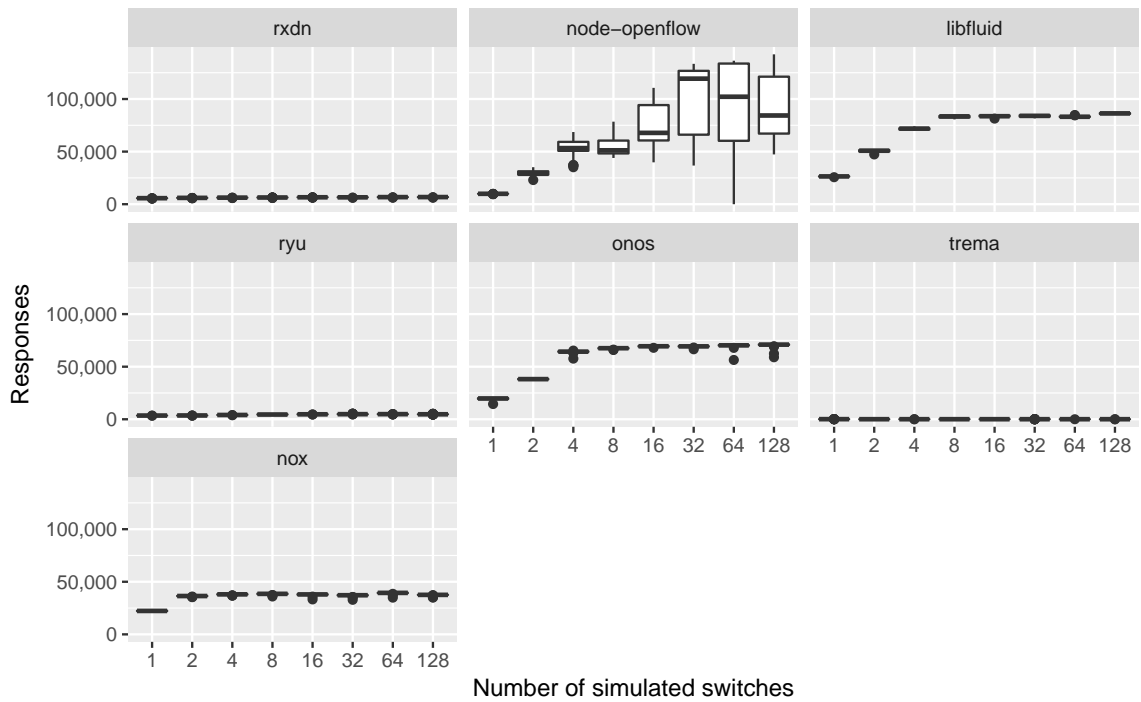 rxdn node−openflow libfluid
100,000
50,000
0
ryu onos trema
100,000
50,000
0
1 2 4 8 16 32 64 128 1 2 4 8 16 32 64 128
nox
100,000
50,000
0
1 2 4 8 16 32 64 128
Responses
Number of simulated switches